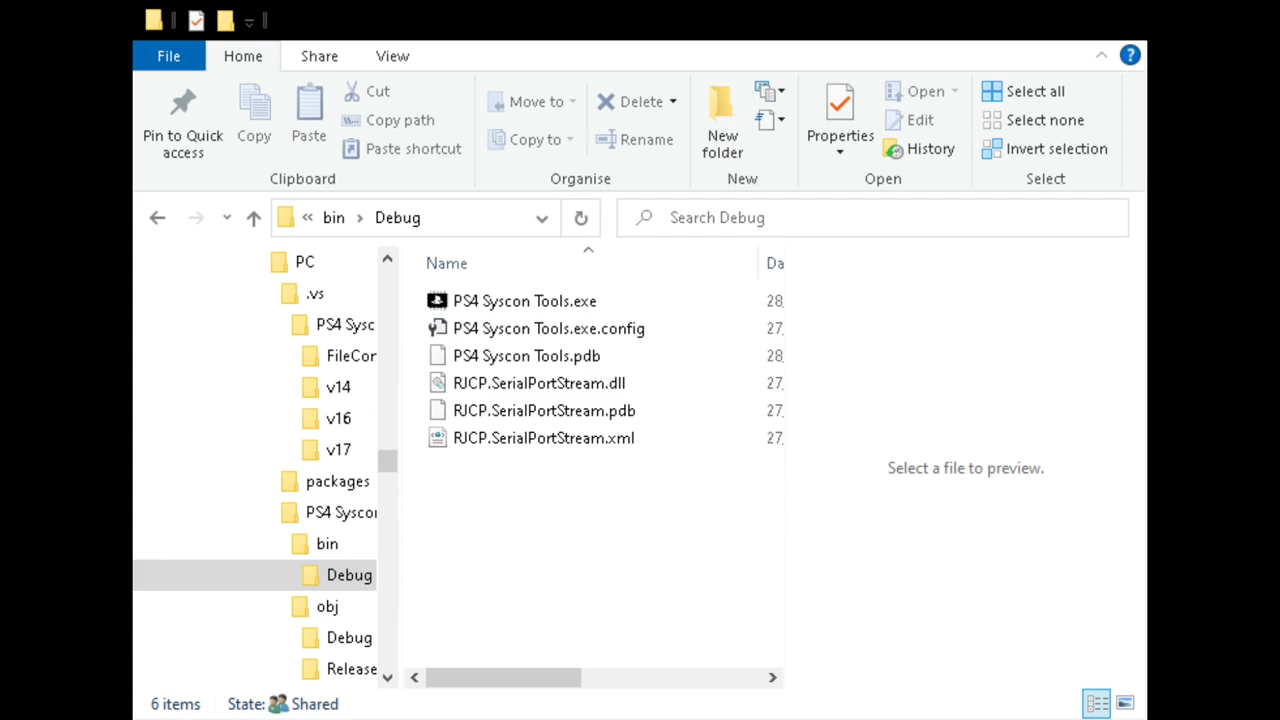 File Home Share View
Pin to Quick access
Copy
Paste
Cut
Copy path
Paste shortcut
Clipboard
Move to
Copy to
Delete
Rename
Organise
New folder
New
Properties
Open
Edit
History
Open
Select all
Select none
Invert selection
Select
« bin > Debug
Search Debug
PC
.vs
PS4 Sysc
FileCor
v14
v16
v17
packages
PS4 Syscon
bin
Debug
obj
Debug
Release
Name Da
PS4 Syscon Tools.exe 28,
PS4 Syscon Tools.exe.config 27,
PS4 Syscon Tools.pdb 28,
RJCP.SerialPortStream.dll 27,
RJCP.SerialPortStream.pdb 27,
RJCP.SerialPortStream.xml 27,
Select a file to preview.
6 items State: Shared